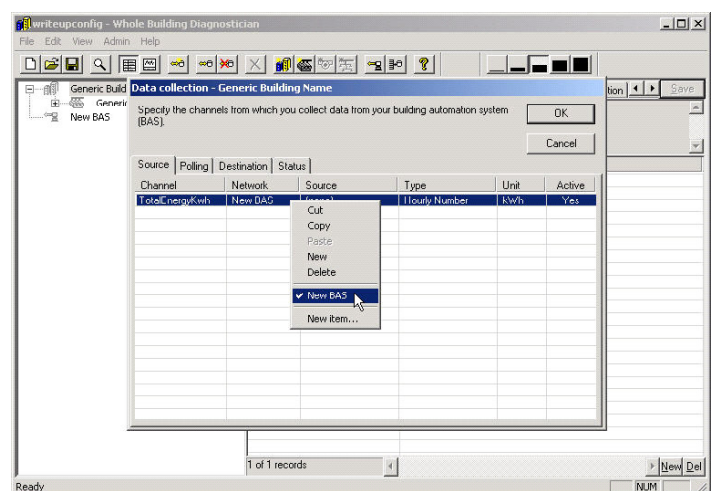 writeupconfig - Whole Building Diagnostician
File Edit View Admin Help
Generic Build
Generic
New BAS
Data collection - Generic Building Name
Specify the channels from which you collect data from your building automation system
(BAS).
OK
Cancel
tion
Save
Source Polling Destination Status
Channel Network Source Type Unit Active
TotalEnergyKwh New BAS (none) Hourly Number kWh Yes
Cut
Copy
Paste
New
Delete
New BAS
New item...
1 of 1 records
New Del
Ready
NUM